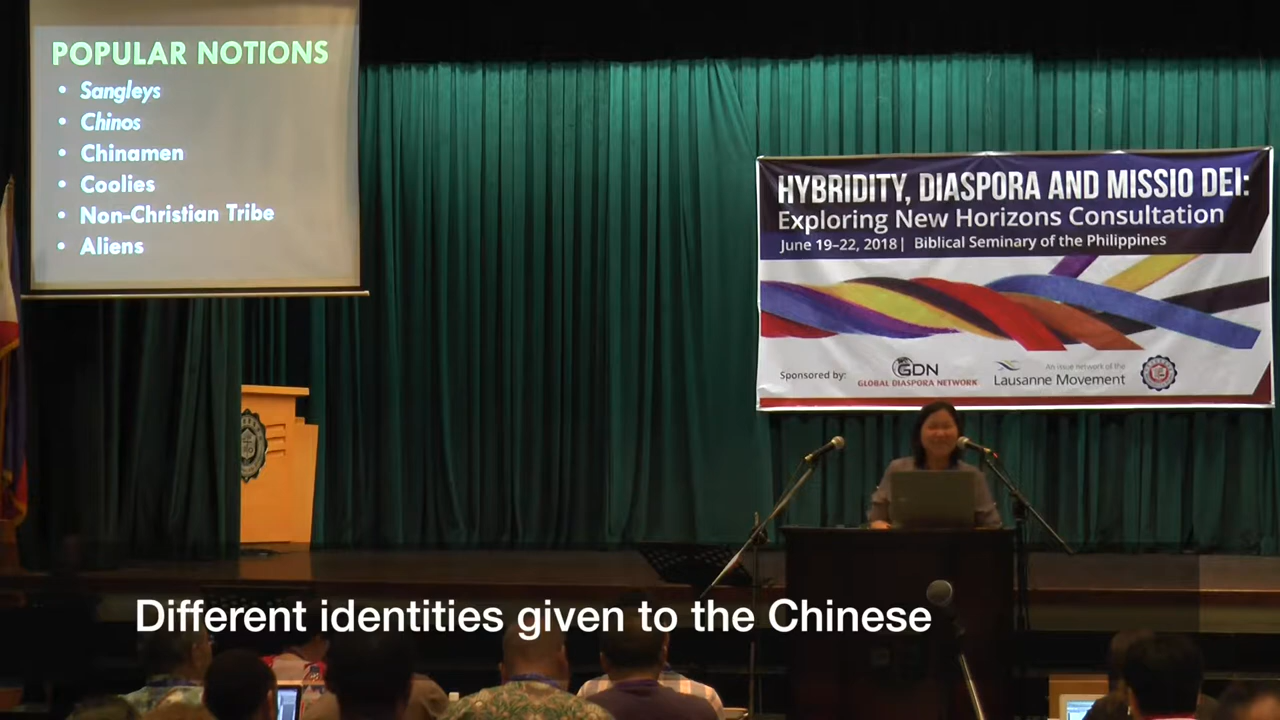 POPULAR NOTIONS
• Sangleys
• Chinos
• Chinamen
• Coolies
• Non-Christian Tribe
• Aliens
HYBRIDITY, DIASPORA AND MISSIO DEI:
Exploring New Horizons Consultation
June 19–22, 2018 | Biblical Seminary of the Philippines
Sponsored by:
GDN
GLOBAL DIASPORA NETWORK
An issue network of the
Lausanne Movement
Different identities given to the Chinese